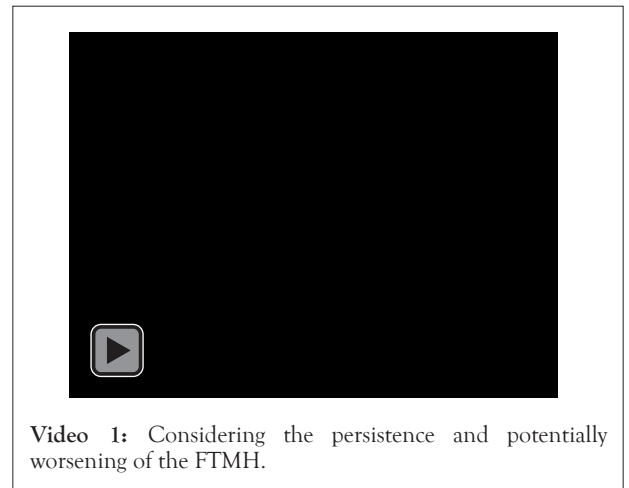 Video 1: Considering the persistence and potentially
worsening of the FTMH.